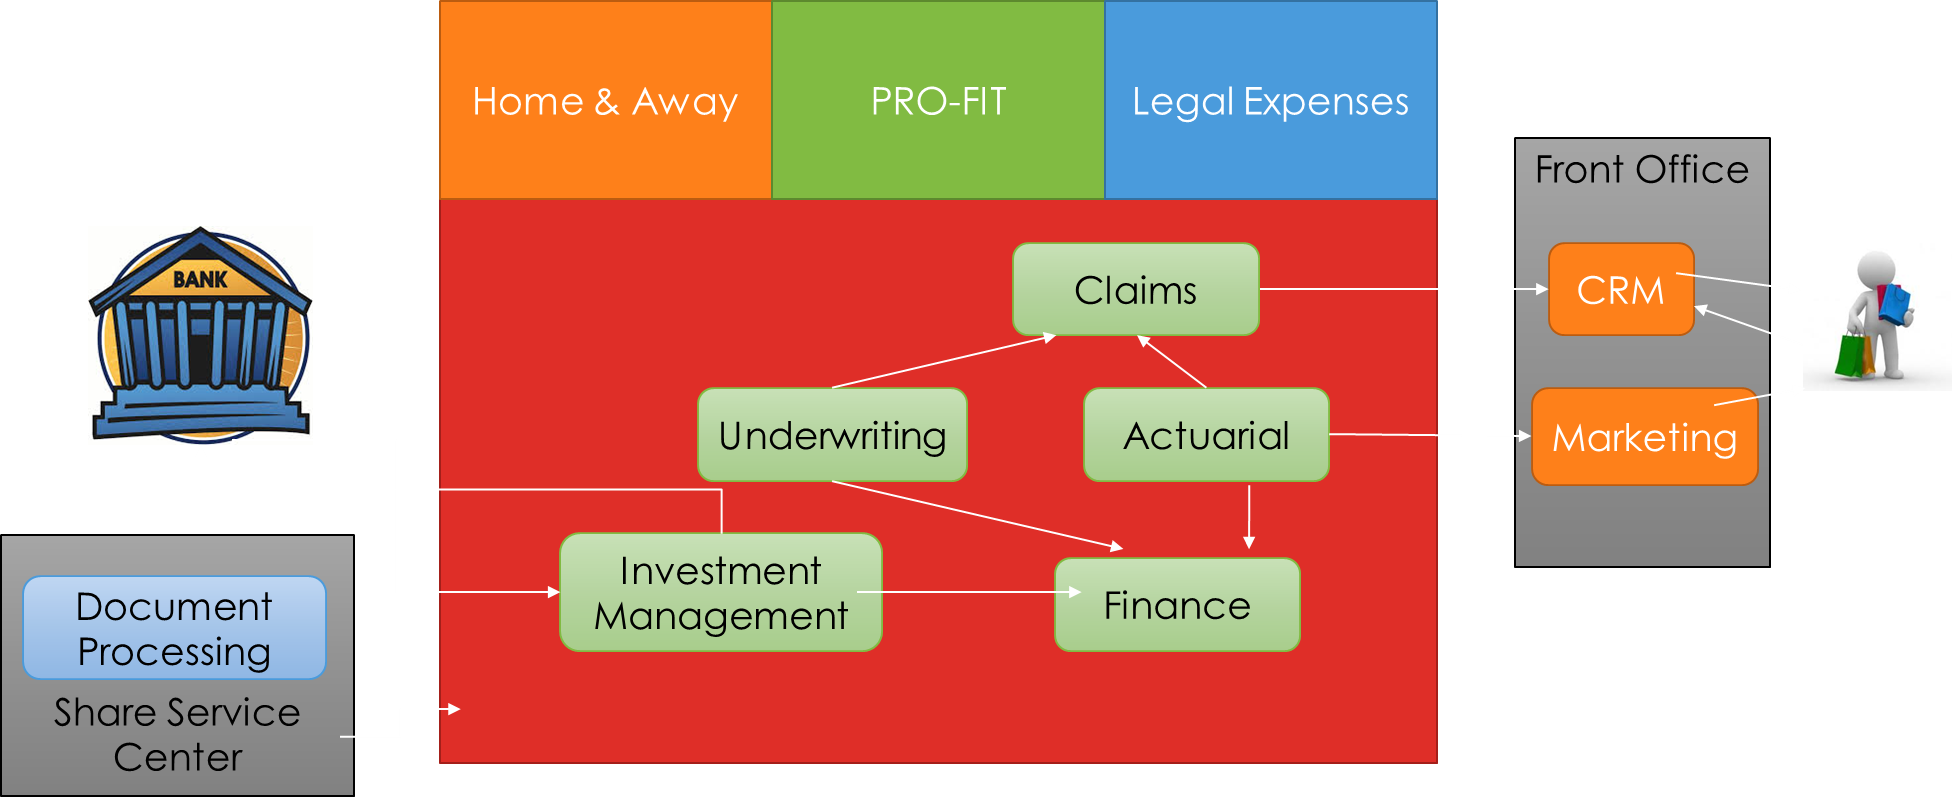 Home & Away
PRO-FIT
Legal Expenses
Front Office
BANK
Claims
CRM
Underwriting
Actuarial
Marketing
Investment
Management
Finance
Document
Processing
Share Service
Center